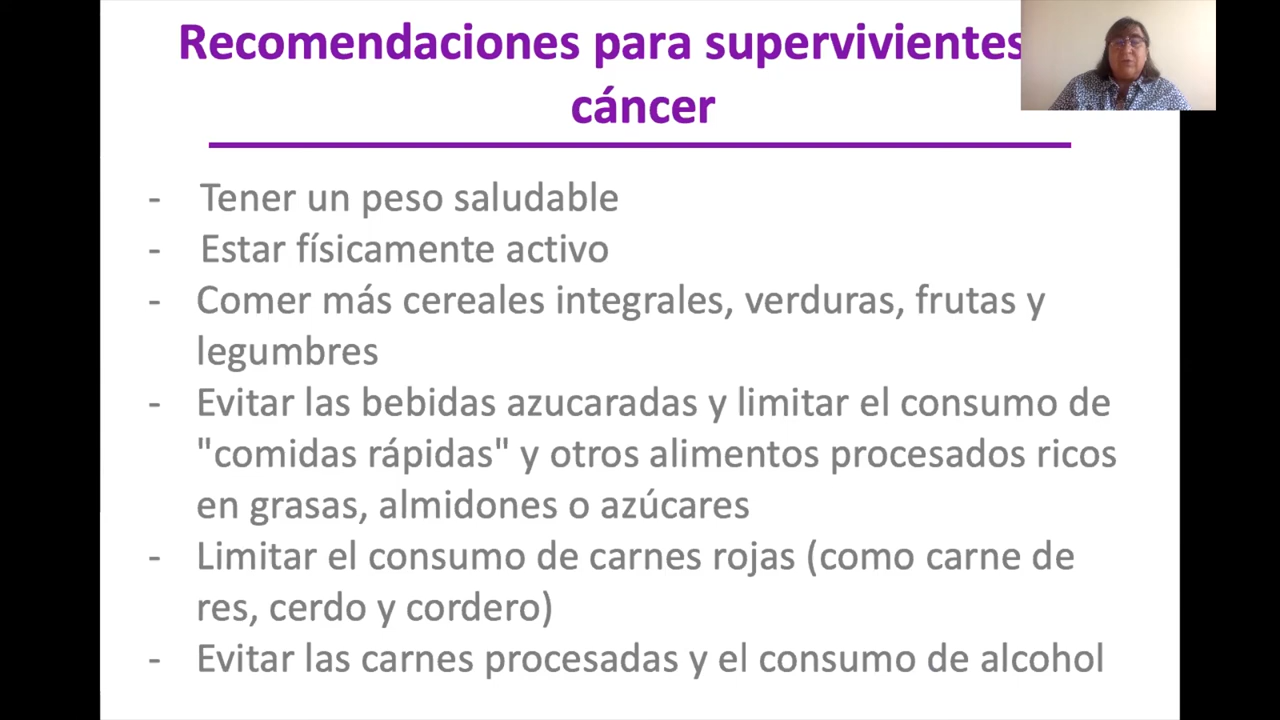 Recomendaciones para supervivientes
cáncer
- Tener un peso saludable
- Estar físicamente activo
- Comer más cereales integrales, verduras, frutas y
legumbres
- Evitar las bebidas azucaradas y limitar el consumo de
"comidas rápidas" y otros alimentos procesados ricos
en grasas, almidones o azúcares
- Limitar el consumo de carnes rojas (como carne de
res, cerdo y cordero)
- Evitar las carnes procesadas y el consumo de alcohol